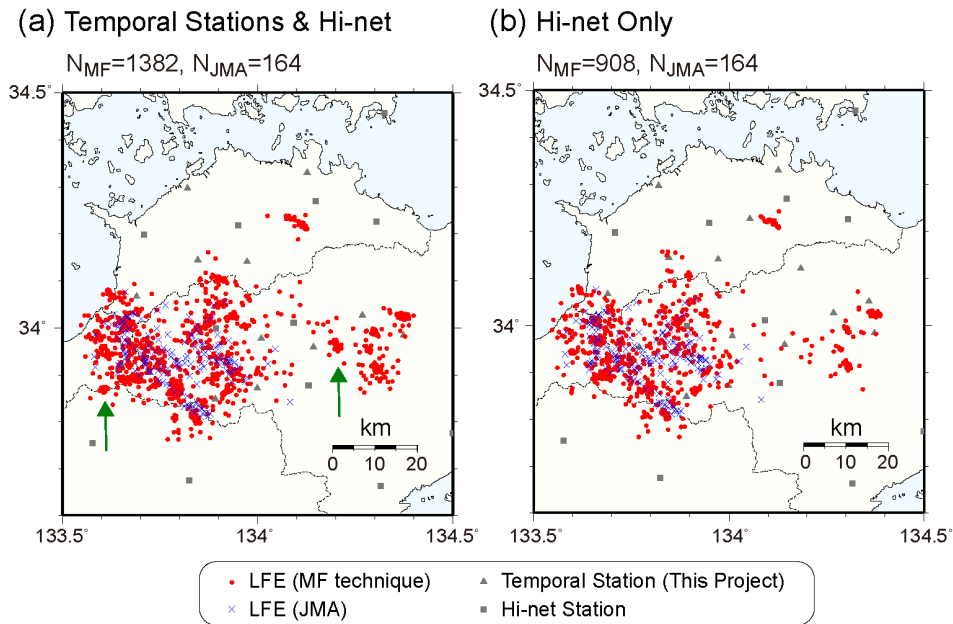 (a) Temporal Stations & Hi-net
(b) Hi-net Only
N_MF=1382, N_JMA=164
N_MF=908, N_JMA=164
34.5°
34.5°
34°
34°
km
km
0 10 20
0 10 20
133.5°
134°
134.5°
133.5°
134°
134.5°
LFE (MF technique)
Temporal Station (This Project)
LFE (JMA)
Hi-net Station